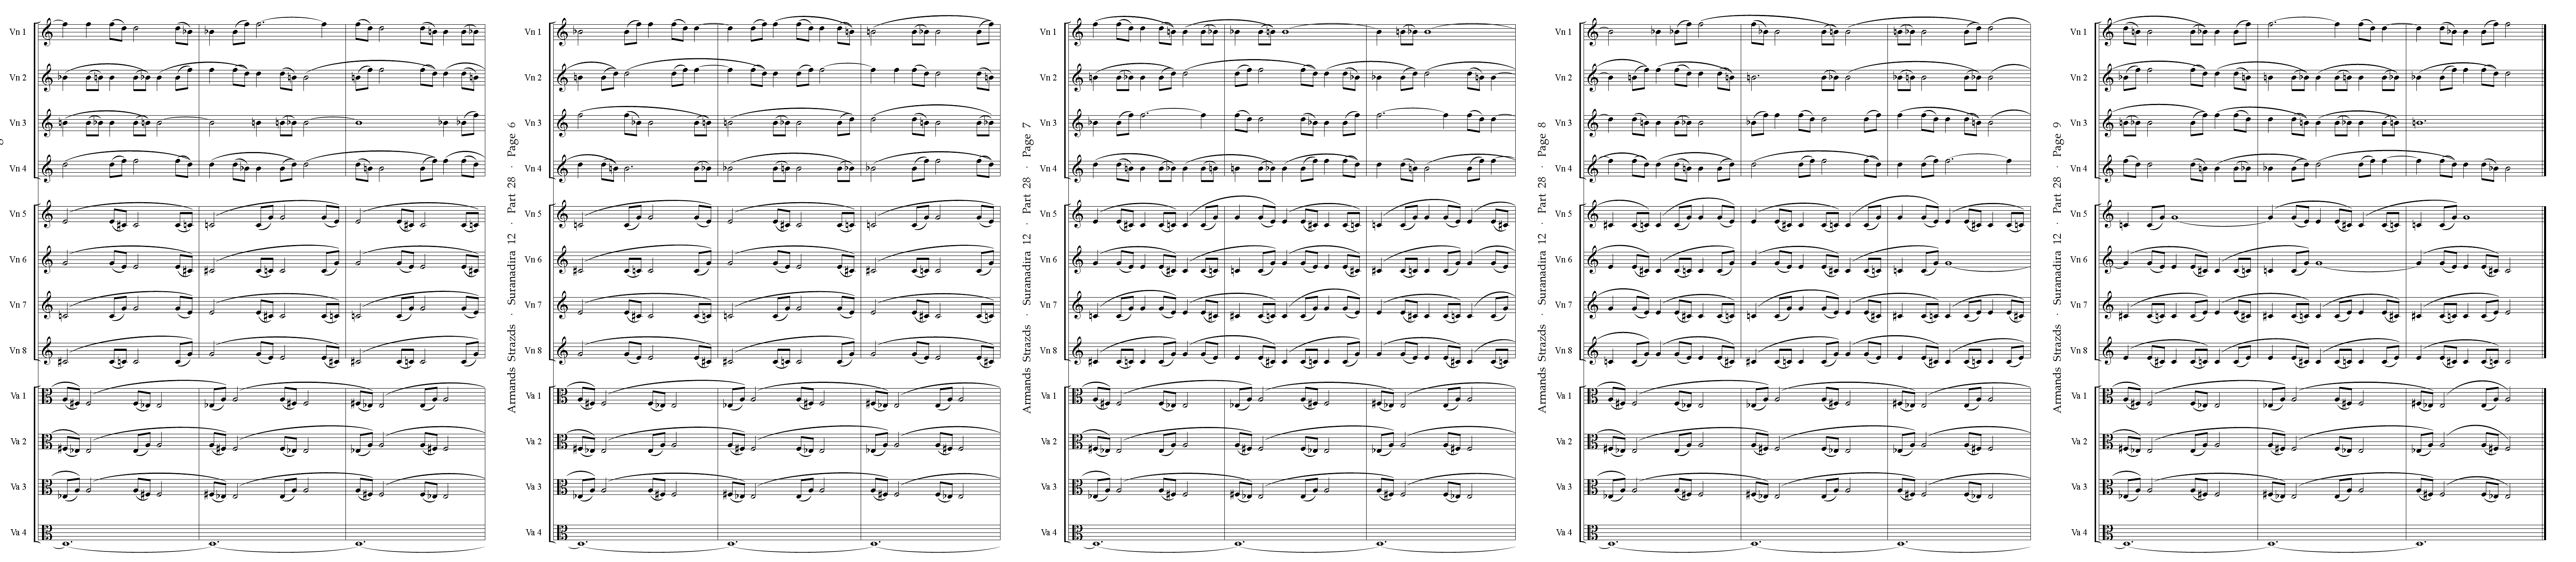 Vn 1
Vn 2
Vn 3
Vn 4
Vn 5
Vn 6
Vn 7
Vn 8
Va 1
Va 2
Va 3
Va 4
Armands Strazds · Suranadira 12 · Part 28 · Page 6
Vn 1
Vn 2
Vn 3
Vn 4
Vn 5
Vn 6
Vn 7
Vn 8
Va 1
Va 2
Va 3
Va 4
Armands Strazds · Suranadira 12 · Part 28 · Page 7
Vn 1
Vn 2
Vn 3
Vn 4
Vn 5
Vn 6
Vn 7
Vn 8
Va 1
Va 2
Va 3
Va 4
Armands Strazds · Suranadira 12 · Part 28 · Page 8
Vn 1
Vn 2
Vn 3
Vn 4
Vn 5
Vn 6
Vn 7
Vn 8
Va 1
Va 2
Va 3
Va 4
Armands Strazds · Suranadira 12 · Part 28 · Page 9
Vn 1
Vn 2
Vn 3
Vn 4
Vn 5
Vn 6
Vn 7
Vn 8
Va 1
Va 2
Va 3
Va 4